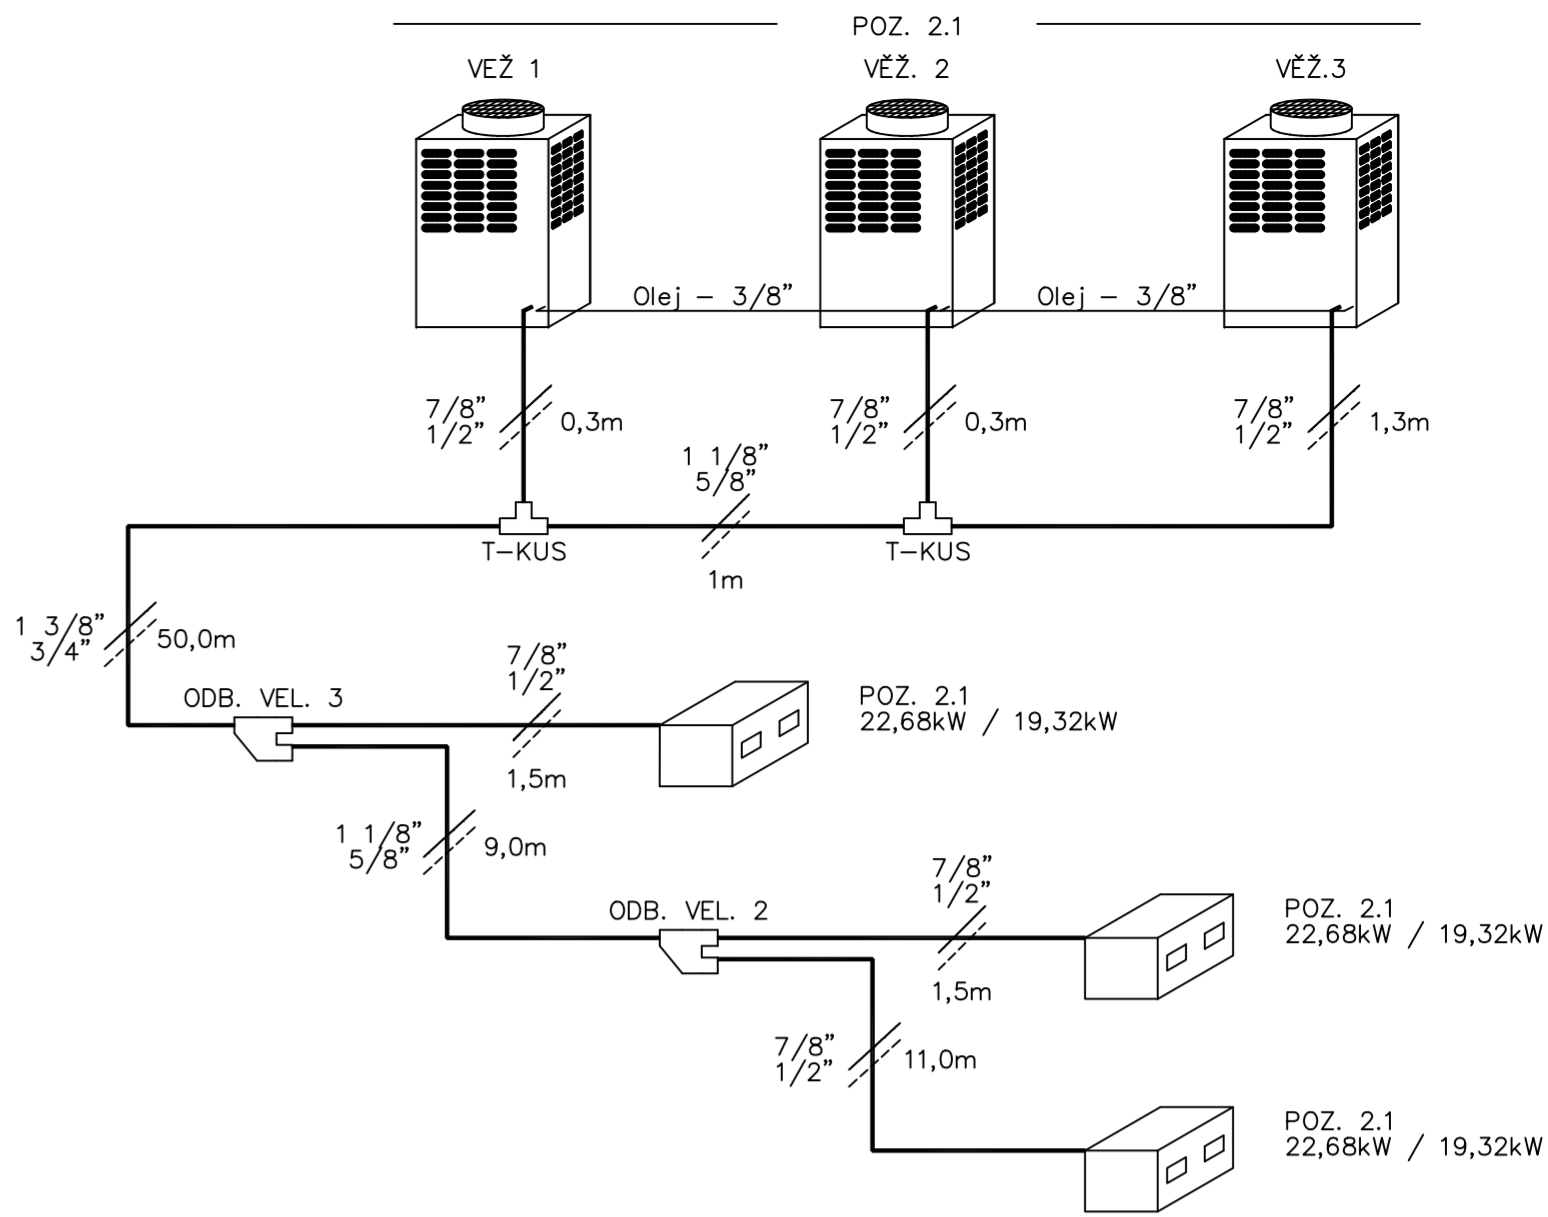 POZ. 2.1
VEŽ 1
VĚŽ. 2
VĚŽ.3
Olej – 3/8”
Olej – 3/8”
7/8”
1/2”
0,3m
7/8”
1/2”
0,3m
7/8”
1/2”
1,3m
1 1/8”
5/8”
1m
T–KUS
T–KUS
1 3/8”
3/4”
50,0m
ODB. VEL. 3
7/8”
1/2”
1,5m
POZ. 2.1
22,68kW / 19,32kW
1 1/8”
5/8”
9,0m
ODB. VEL. 2
7/8”
1/2”
1,5m
POZ. 2.1
22,68kW / 19,32kW
7/8”
1/2”
11,0m
POZ. 2.1
22,68kW / 19,32kW